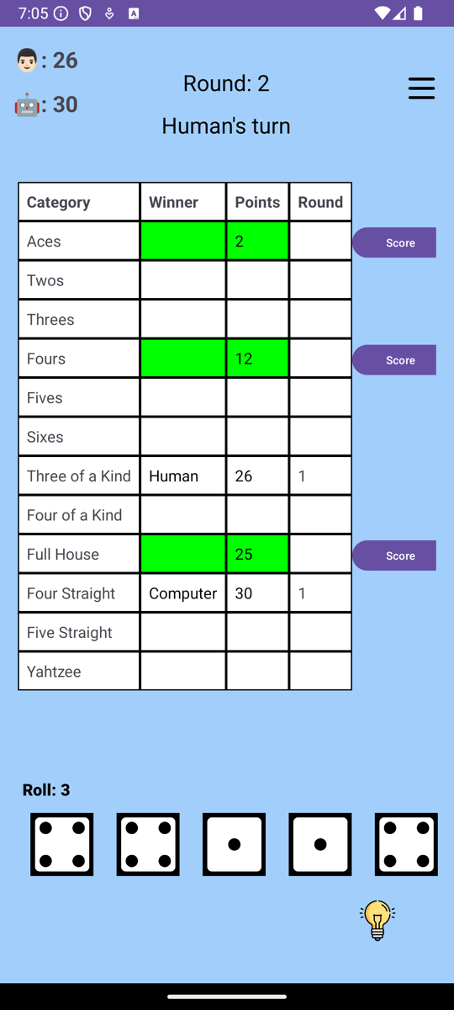 7:05
: 26
: 30
Round: 2
Human's turn
Category Winner Points Round
Aces 2 Score
Twos
Threes
Fours 12 Score
Fives
Sixes
Three of a Kind Human 26 1
Four of a Kind
Full House 25 Score
Four Straight Computer 30 1
Five Straight
Yahtzee
Roll: 3